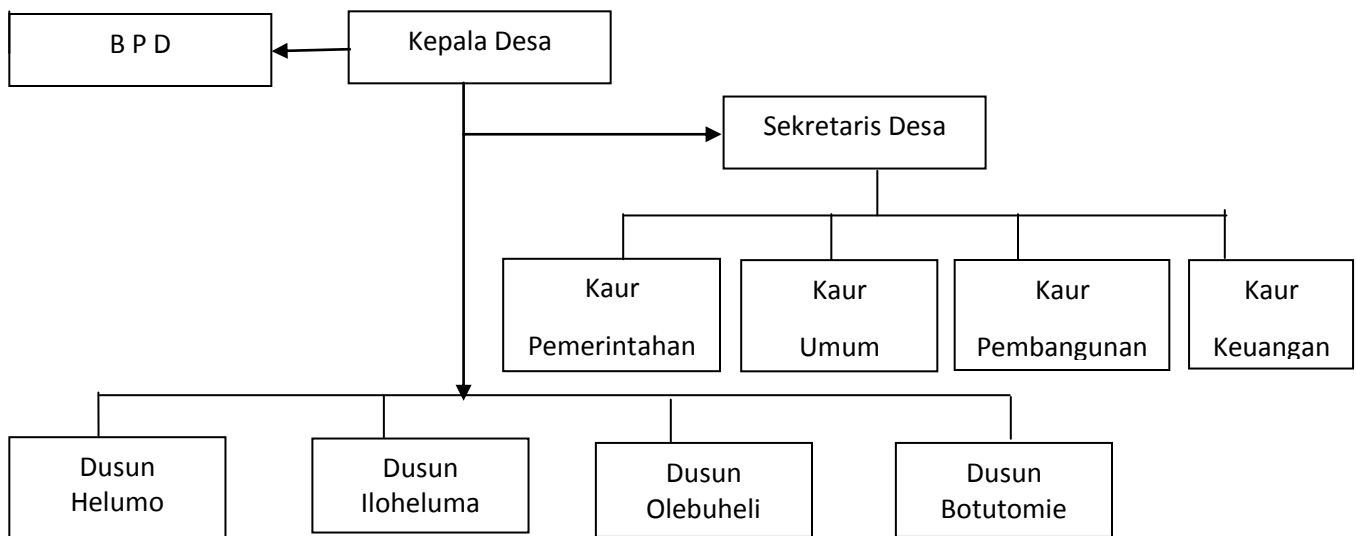 B P D
Kepala Desa
Sekretaris Desa
Kaur
Pemerintahan
Kaur
Umum
Kaur
Pembangunan
Kaur
Keuangan
Dusun
Helumo
Dusun
Iloheluma
Dusun
Olebuheli
Dusun
Botutomie